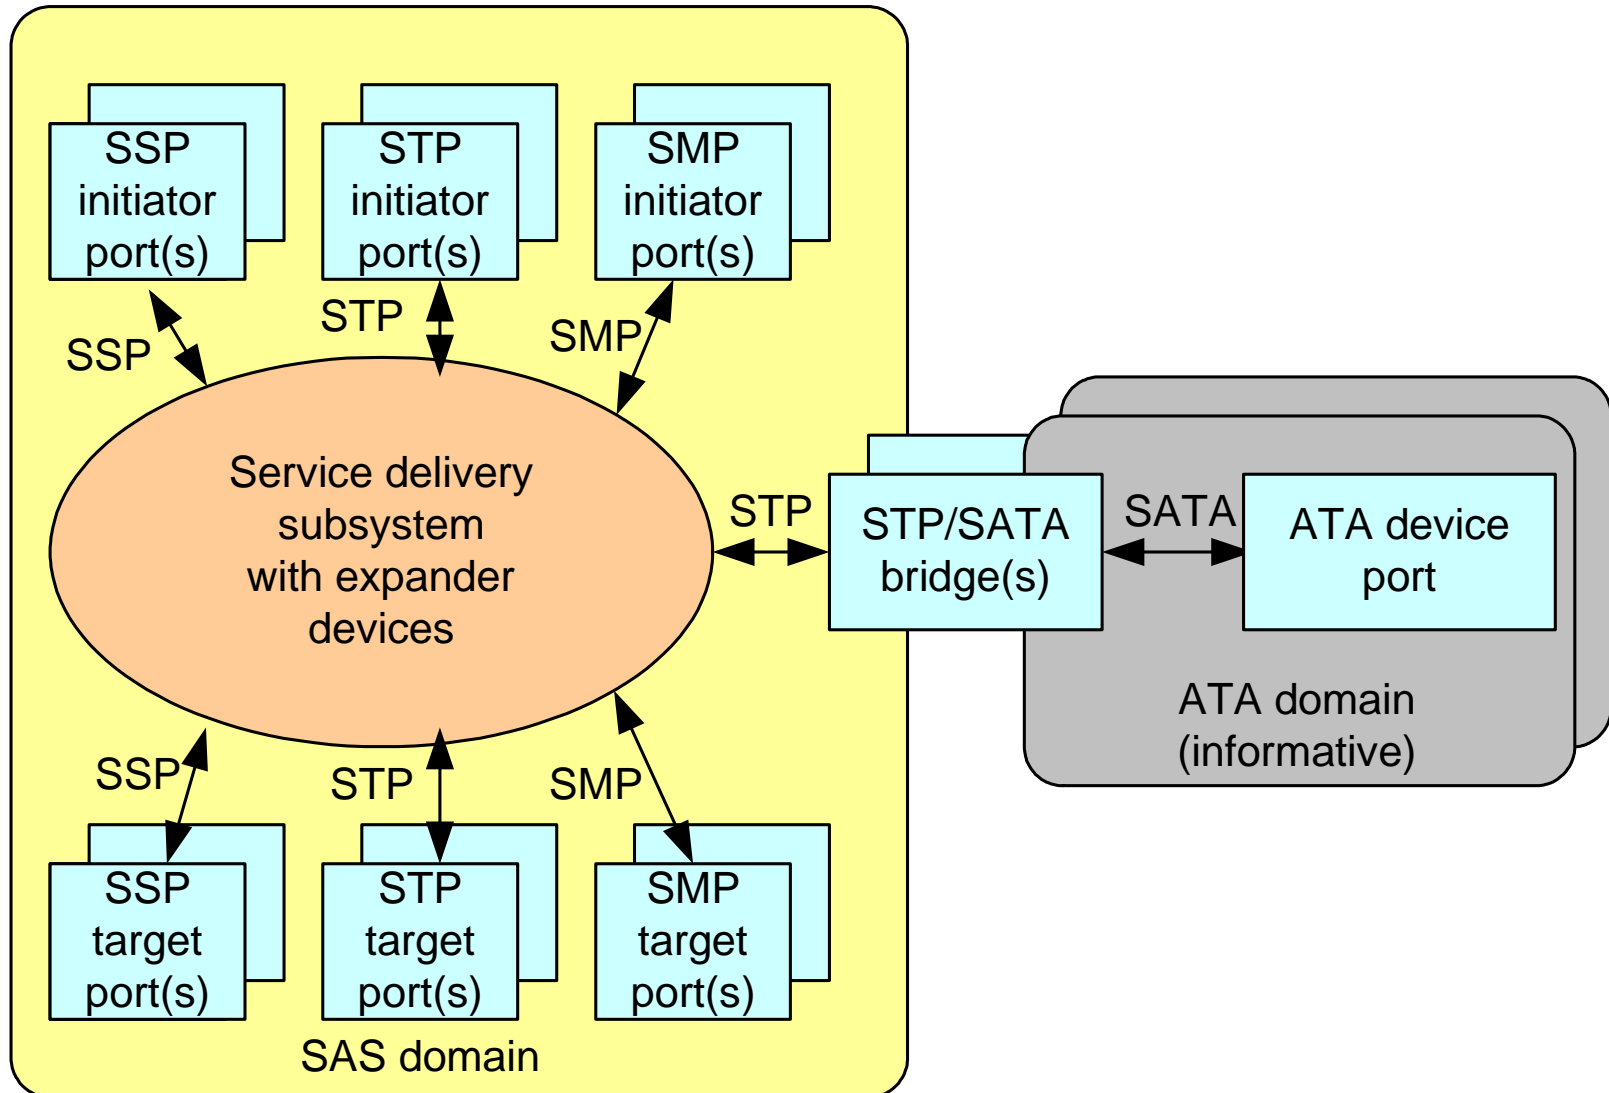 SSP
initiator
port(s)
STP
initiator
port(s)
SMP
initiator
port(s)
SSP
STP
SMP
Service delivery
subsystem
with expander
devices
STP
STP/SATA
bridge(s)
SATA
ATA device
port
ATA domain
(informative)
SSP
STP
SMP
SSP
target
port(s)
STP
target
port(s)
SMP
target
port(s)
SAS domain